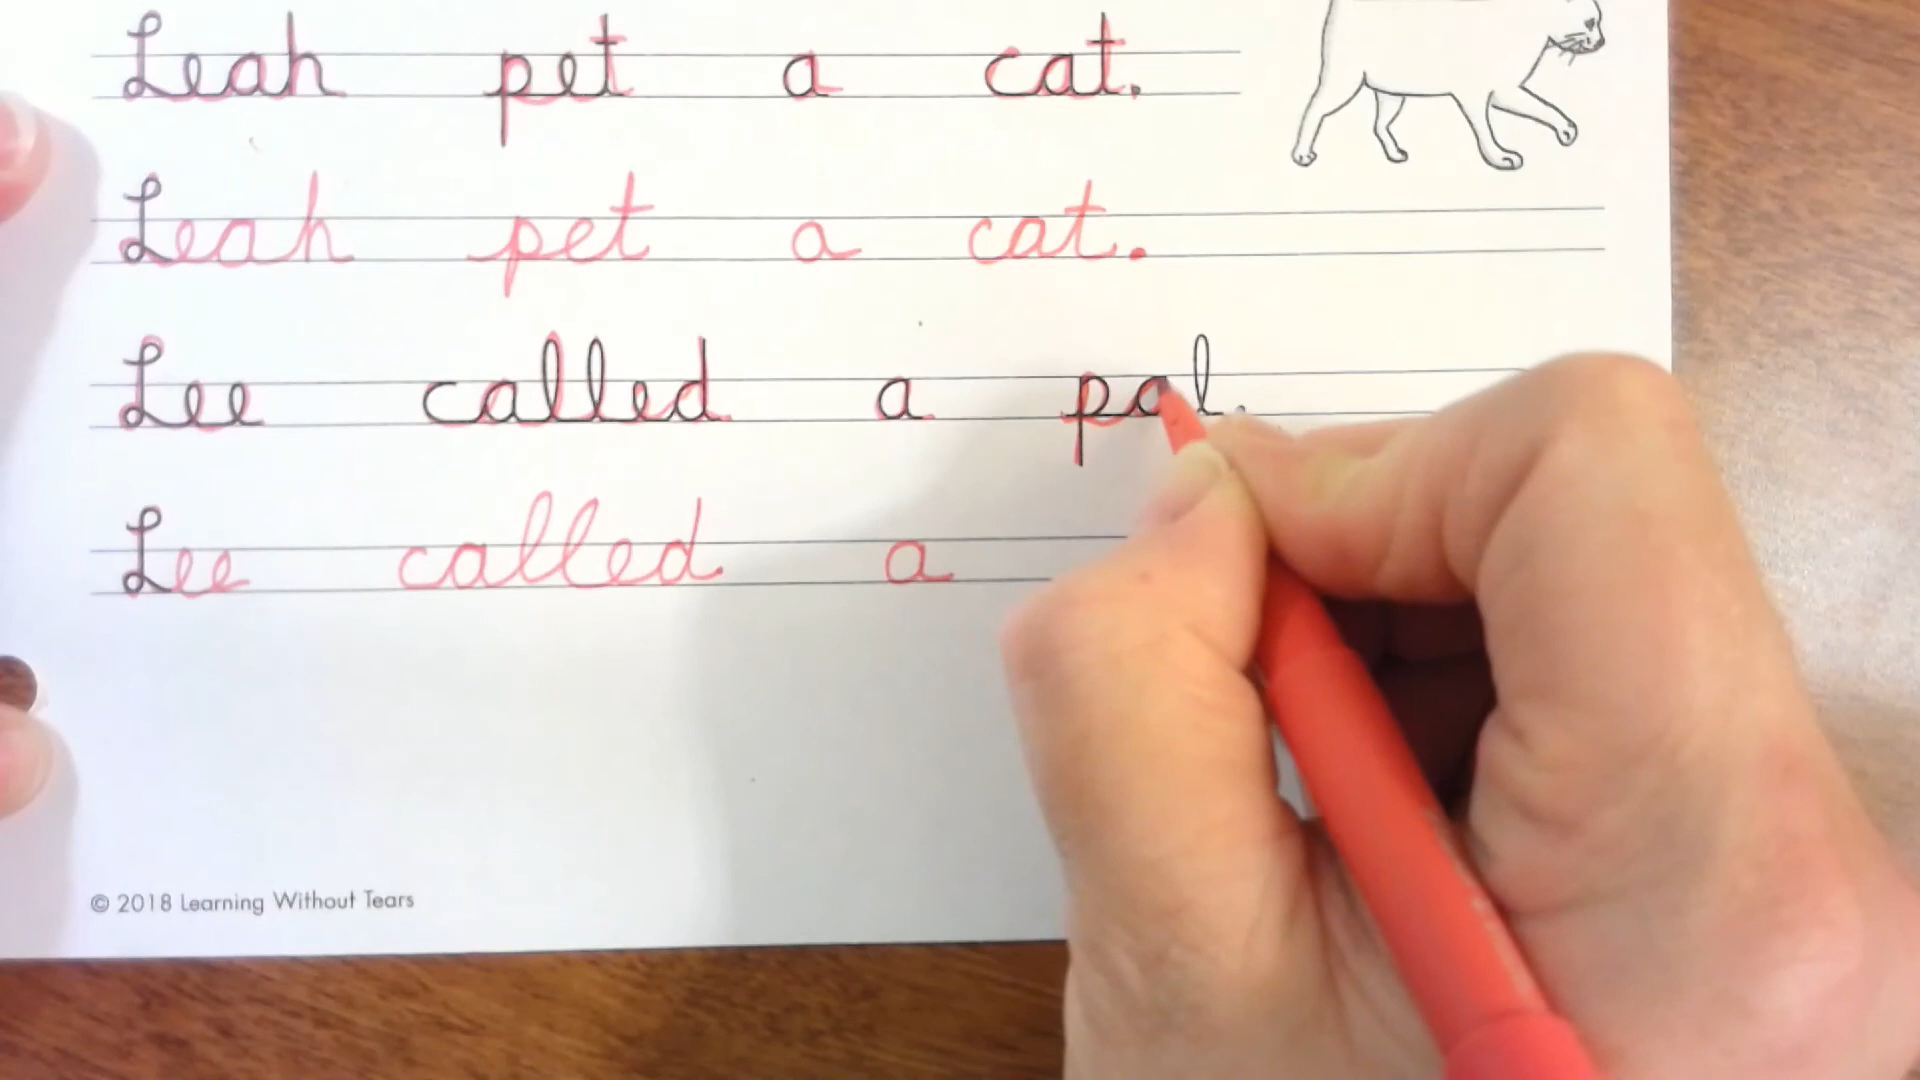 Leah pet a cat.
Leah pet a cat.
Lee called a pal.
Lee called a
© 2018 Learning Without Tears